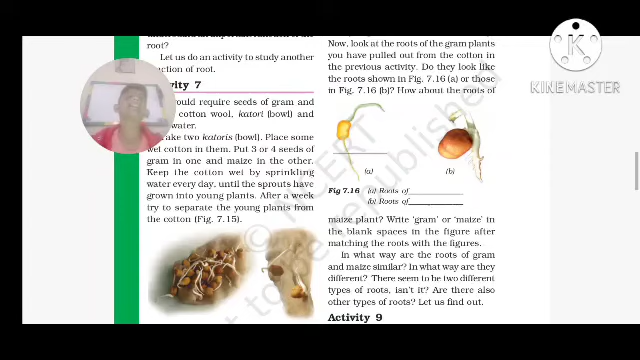 root?
Let us do an activity to study another
function of root.
Activity 7
would require seeds of gram and
cotton wool, katori (bowl) and
water.
Take two katoris (bowl). Place some
wet cotton in them. Put 3 or 4 seeds of
gram in one and maize in the other.
Keep the cotton wet by sprinkling
water every day, until the sprouts have
grown into young plants. After a week
try to separate the young plants from
the cotton (Fig. 7.15).
Now, look at the roots of the gram plants
you have pulled out from the cotton in
the previous activity. Do they look like
the roots shown in Fig. 7.16 (a) or those
in Fig. 7.16 (b)? How about the roots of
(a)
(b)
Fig 7.16 (a) Roots of
(b) Roots of
maize plant? Write 'gram' or 'maize' in
the blank spaces in the figure after
matching the roots with the figures.
In what way are the roots of gram
and maize similar? In what way are they
different? There seem to be two different
types of roots, isn't it? Are there also
other types of roots? Let us find out.
Activity 9
KINEMASTER